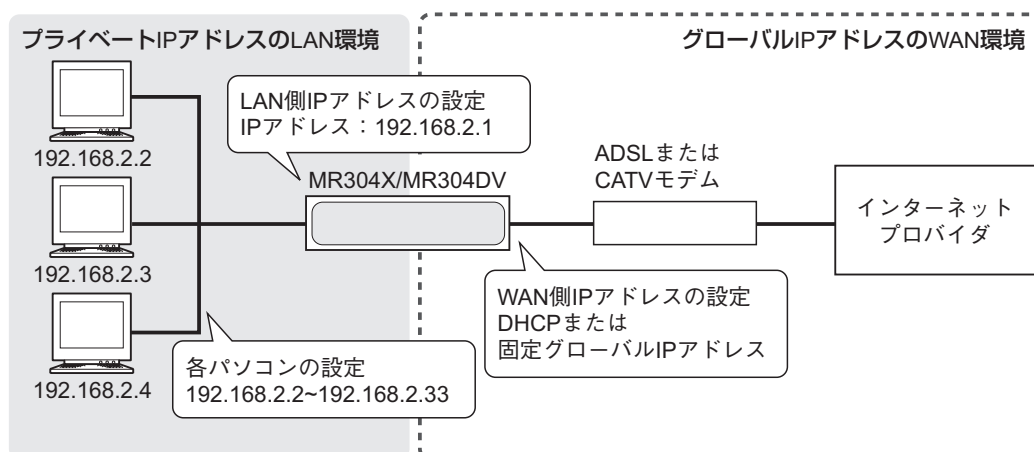 プライベートIPアドレスのLAN環境
グローバルIPアドレスのWAN環境
LAN側IPアドレスの設定
IPアドレス：192.168.2.1
192.168.2.2
MR304X/MR304DV
ADSLまたは
CATVモデム
インターネット
プロバイダ
192.168.2.3
WAN側IPアドレスの設定
DHCPまたは
固定グローバルIPアドレス
192.168.2.4
各パソコンの設定
192.168.2.2~192.168.2.33